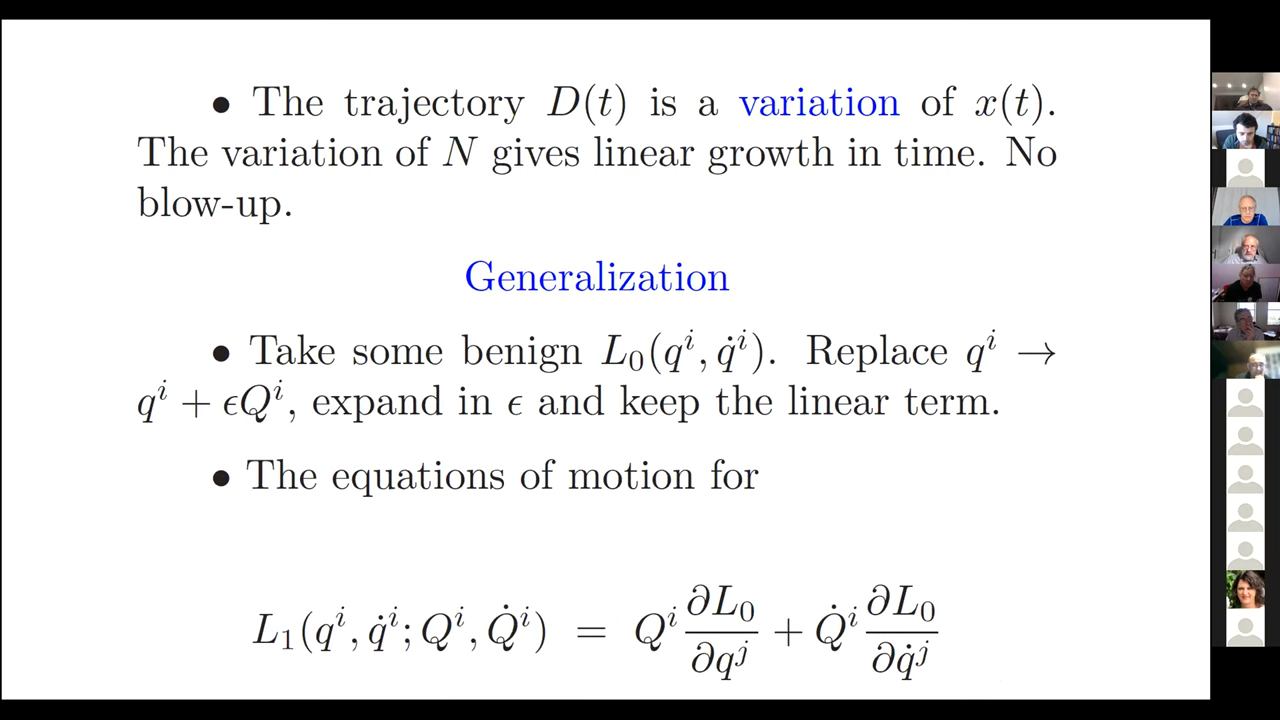 • The trajectory D(t) is a variation of x(t).
The variation of N gives linear growth in time. No
blow-up.
Generalization
• Take some benign L₀(qⁱ, q̇ⁱ). Replace qⁱ →
qⁱ + ϵQⁱ, expand in ϵ and keep the linear term.
• The equations of motion for
L₁(qⁱ, q̇ⁱ; Qⁱ, Q̇ⁱ) = Qⁱ ∂L₀/∂qʲ + Q̇ⁱ ∂L₀/∂q̇ʲ